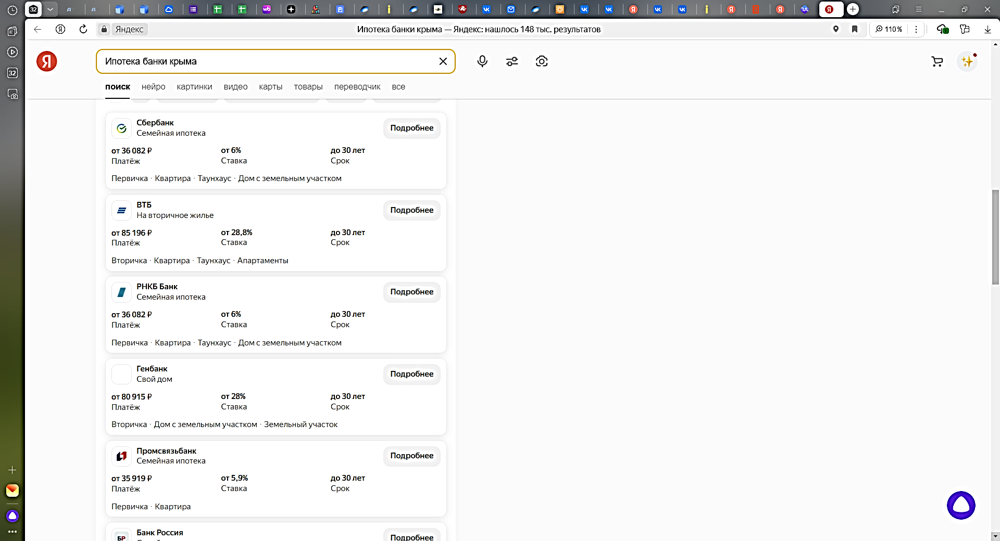 32
Яндекс
Ипотека банки крыма — Яндекс: нашлось 148 тыс. результатов
110%
Я
Ипотека банки крыма
32
поиск нейро картинки видео карты товары переводчик все
Сбербанк
Семейная ипотека
Подробнее
от 36 082 ₽ от 6% до 30 лет
Платёж Ставка Срок
Первичка · Квартира · Таунхаус · Дом с земельным участком
ВТБ
На вторичное жилье
Подробнее
от 85 196 ₽ от 28,8% до 30 лет
Платёж Ставка Срок
Вторичка · Квартира · Таунхаус · Апартаменты
РНКБ Банк
Семейная ипотека
Подробнее
от 36 082 ₽ от 6% до 30 лет
Платёж Ставка Срок
Первичка · Квартира · Таунхаус · Дом с земельным участком
Генбанк
Свой дом
Подробнее
от 80 915 ₽ от 28% до 30 лет
Платёж Ставка Срок
Вторичка · Дом с земельным участком · Земельный участок
Промсвязьбанк
Семейная ипотека
Подробнее
от 35 919 ₽ от 5,9% до 30 лет
Платёж Ставка Срок
Первичка · Квартира
Банк Россия
БР
Подробнее